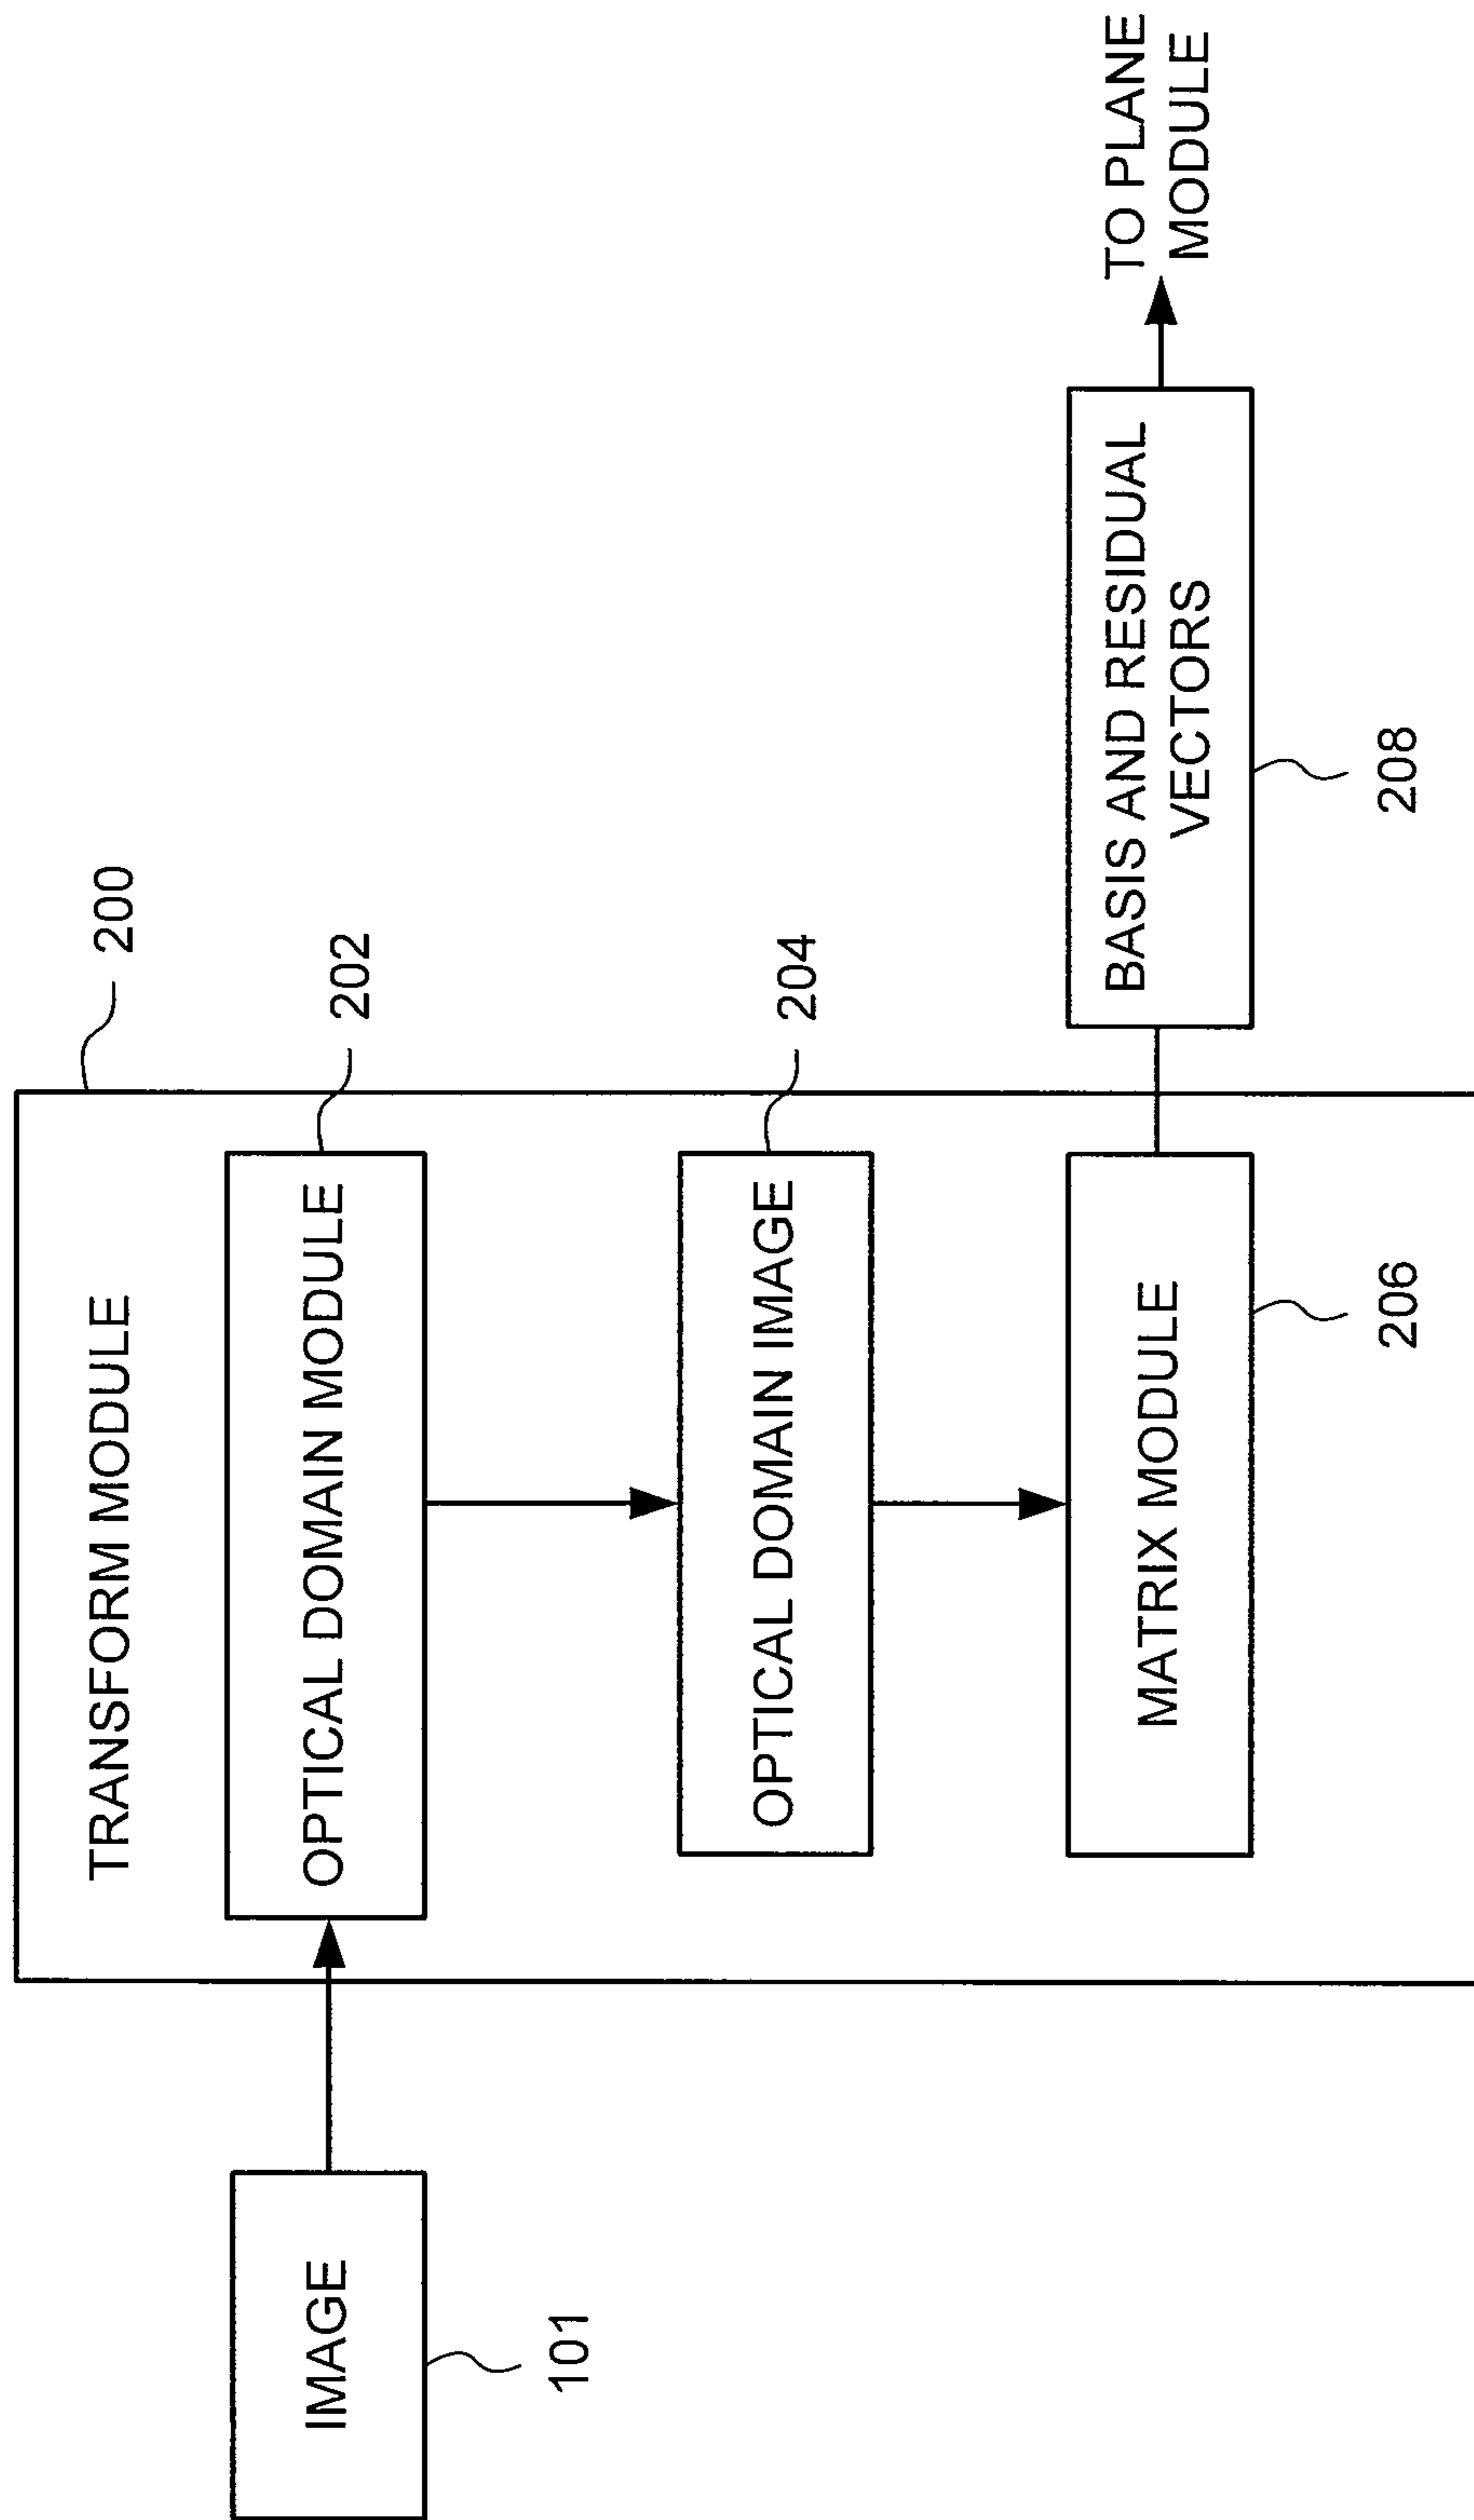 TRANSFORM MODULE
200
IMAGE
101
OPTICAL DOMAIN MODULE
202
OPTICAL DOMAIN IMAGE
204
MATRIX MODULE
206
BASIS AND RESIDUAL
VECTORS
208
TO PLANE
MODULE